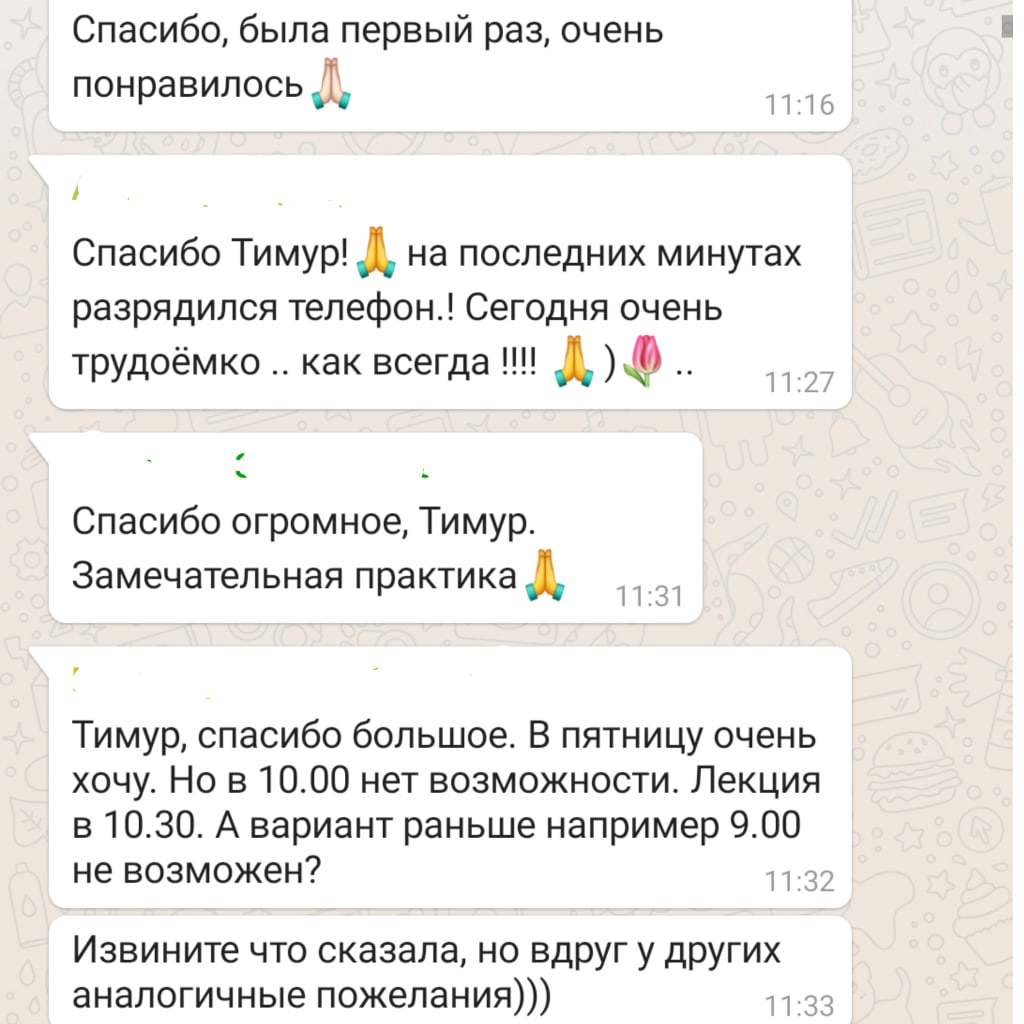 Спасибо, была первый раз, очень
понравилось🙏🏻
11:16
Спасибо Тимур!🙏 на последних минутах
разрядился телефон.! Сегодня очень
трудоёмко .. как всегда !!!! 🙏 )🌷 ..
11:27
Спасибо огромное, Тимур.
Замечательная практика🙏
11:31
Тимур, спасибо большое. В пятницу очень
хочу. Но в 10.00 нет возможности. Лекция
в 10.30. А вариант раньше например 9.00
не возможен?
11:32
Извините что сказала, но вдруг у других
аналогичные пожелания)))
11:33